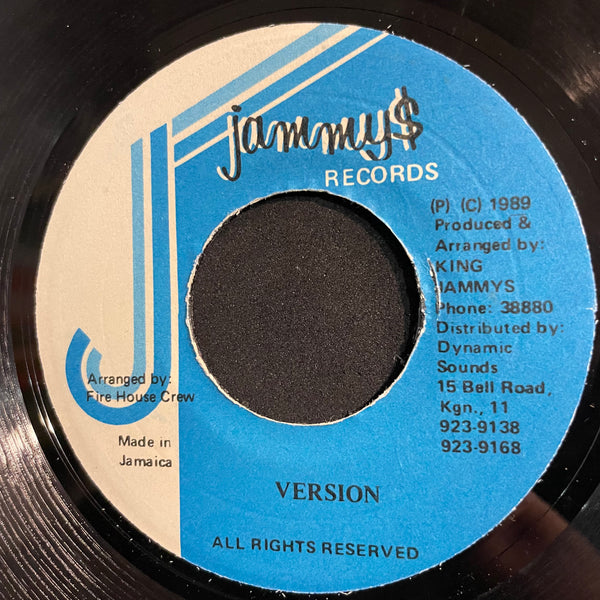 jammy$
RECORDS
(P) (C) 1989
Produced &
Arranged by:
KING
JAMMYS
Phone: 38880
Distributed by:
Dynamic
Sounds
15 Bell Road,
Kgn., 11
923-9138
923-9168
Arranged by:
Fire House Crew
Made in
Jamaica
VERSION
ALL RIGHTS RESERVED